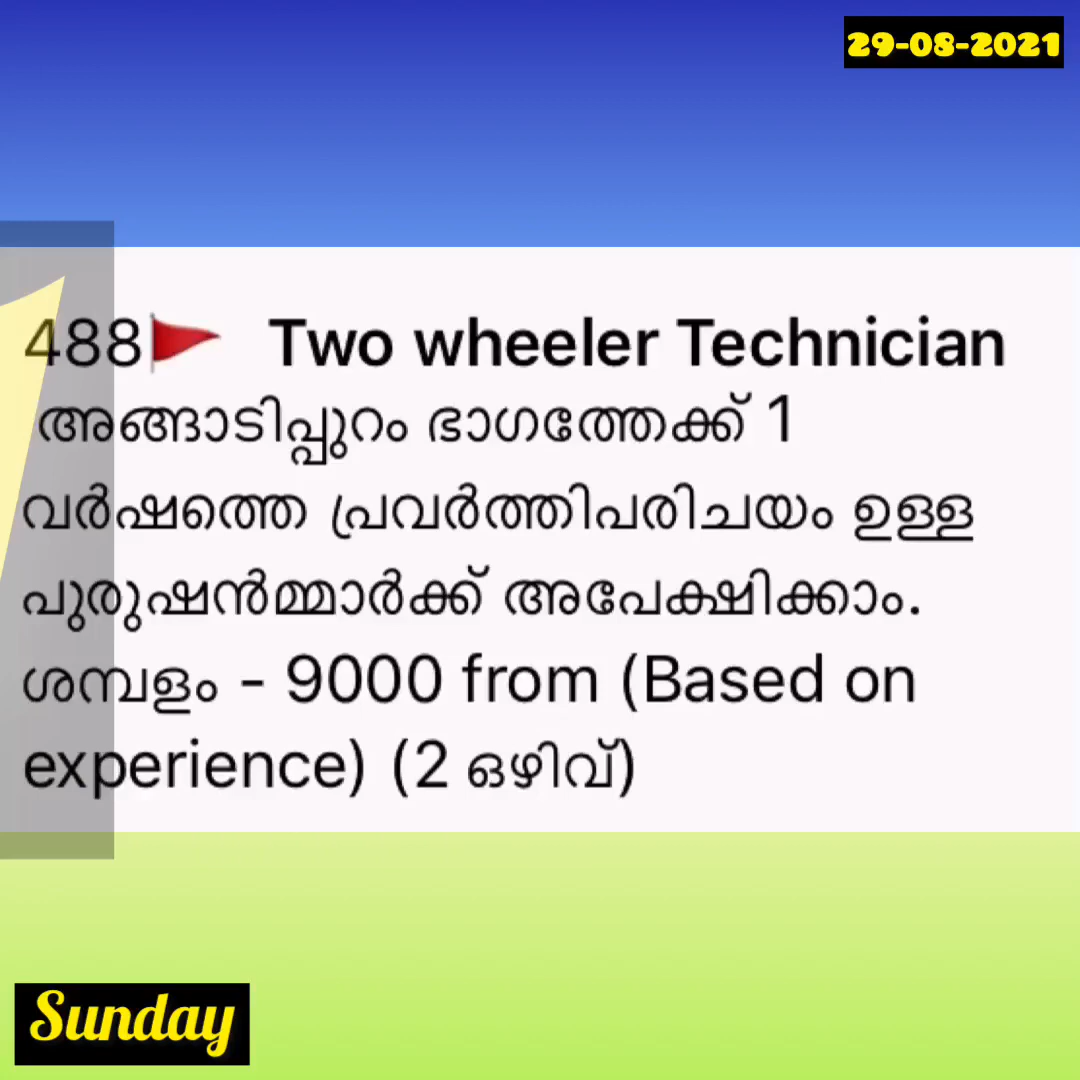 29-08-2021
488🚩 Two wheeler Technician
അങ്ങാടിപ്പുറം ഭാഗത്തേക്ക് 1
വർഷത്തെ പ്രവർത്തിപരിചയം ഉള്ള
പുരുഷൻമ്മാർക്ക് അപേക്ഷിക്കാം.
ശമ്പളം - 9000 from (Based on
experience) (2 ഒഴിവ്)
Sunday